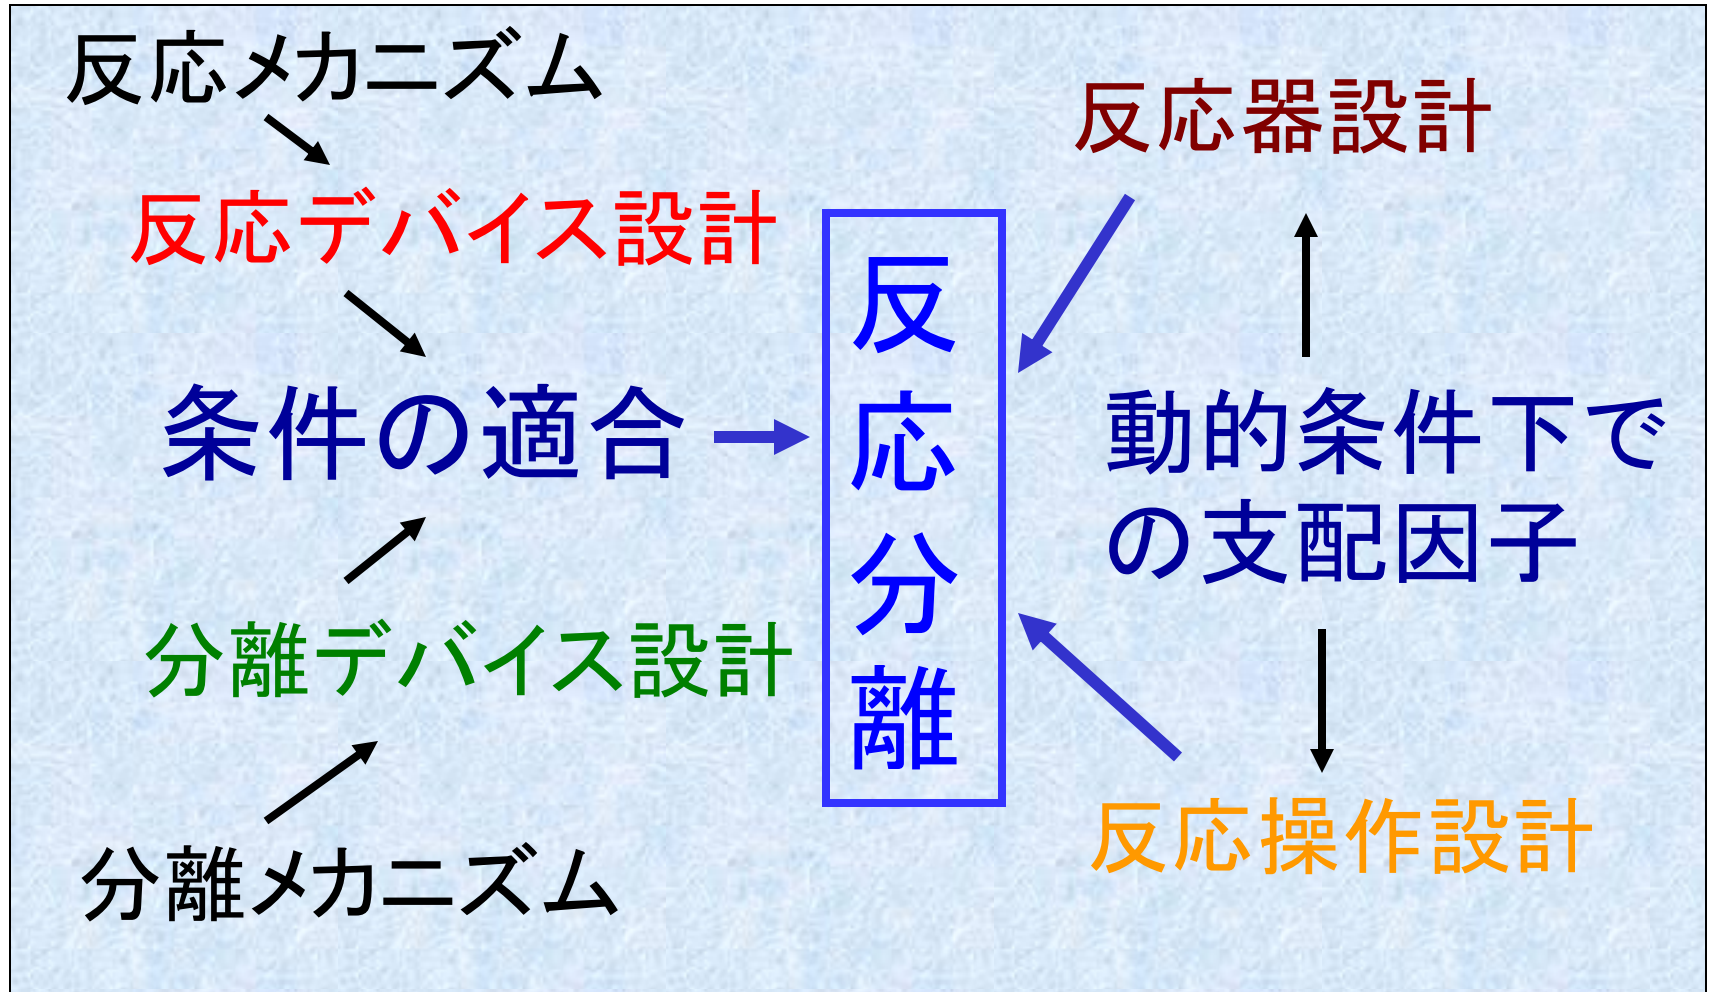 反応メカニズム
反応デバイス設計
条件の適合
分離デバイス設計
分離メカニズム
反応分離
反応器設計
動的条件下で
の支配因子
反応操作設計